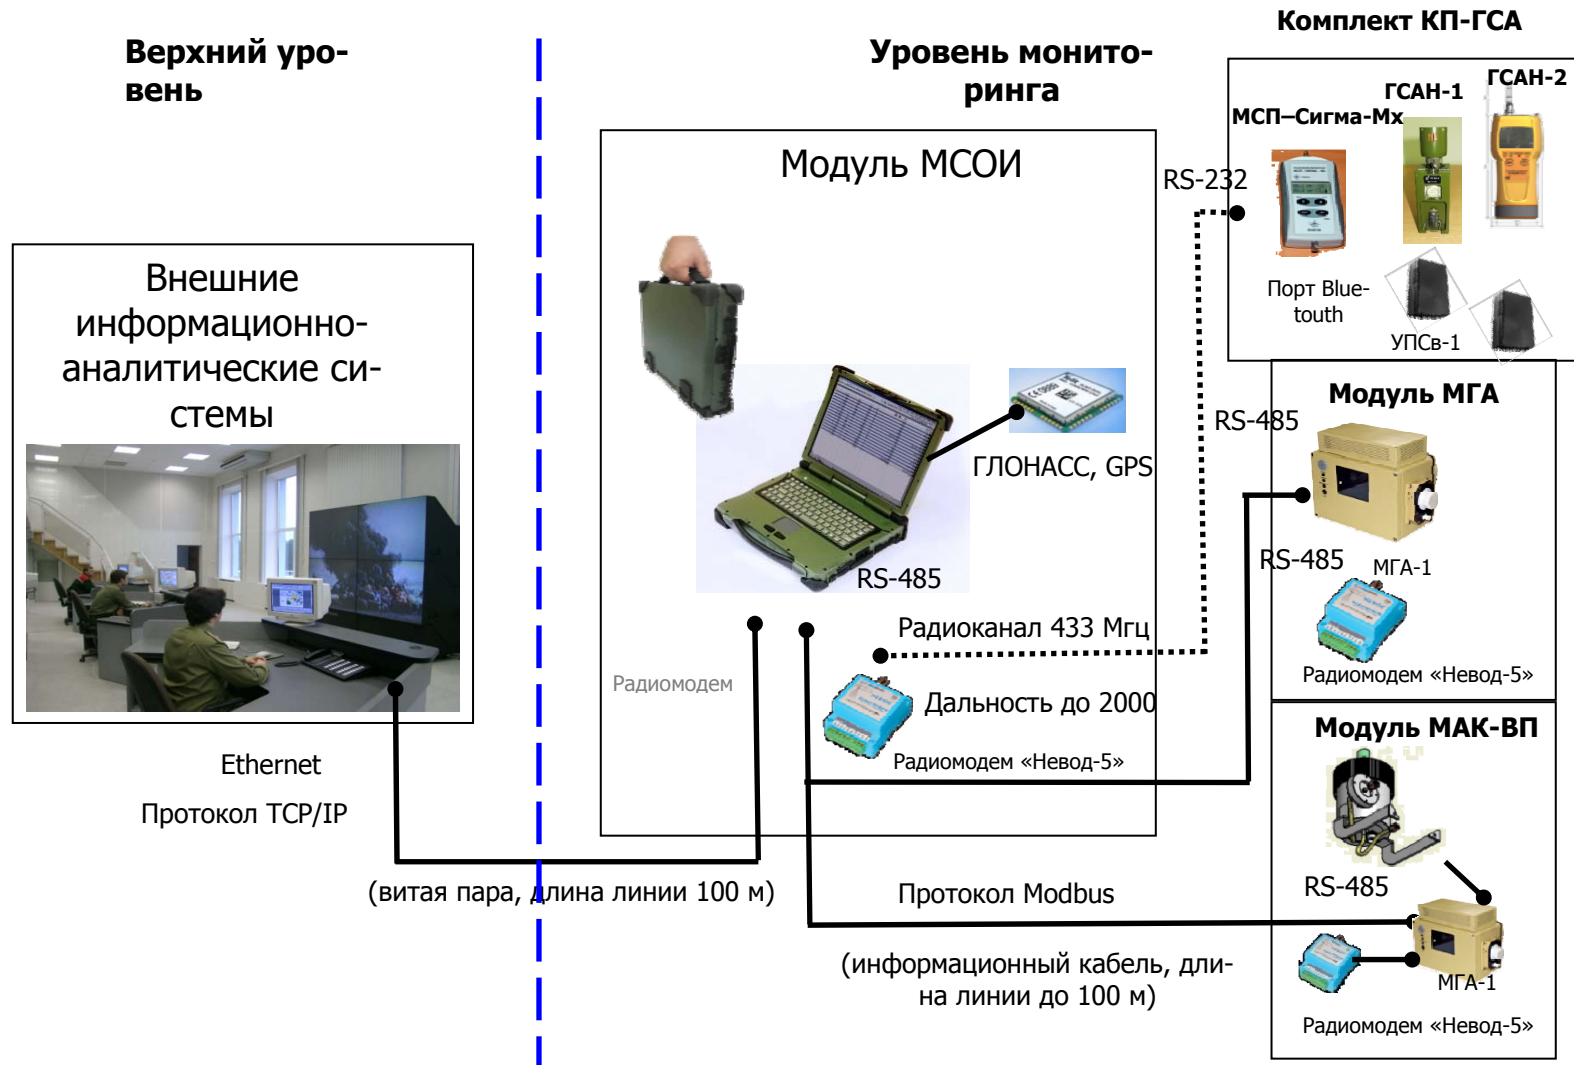 Верхний уро-
вень
Внешние
информационно-
аналитические си-
стемы
Ethernet
Протокол TCP/IP
(витая пара, длина линии 100 м)
Уровень монито-
ринга
Модуль МСОИ
ГЛОНАСС, GPS
RS-485
Радиоканал 433 Мгц
Радиомодем
Дальность до 2000
Радиомодем «Невод-5»
Протокол Modbus
(информационный кабель, дли-
на линии до 100 м)
Комплект КП-ГСА
ГСАН-2
ГСАН-1
МСП–Сигма-Мх
RS-232
Порт Blue-
touth
УПСв-1
Модуль МГА
RS-485
RS-485
МГА-1
Радиомодем «Невод-5»
Модуль МАК-ВП
RS-485
МГА-1
Радиомодем «Невод-5»